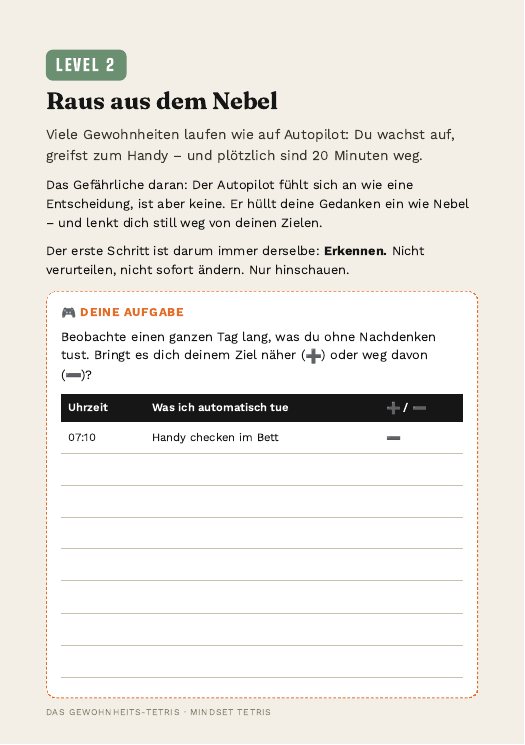 LEVEL 2
Raus aus dem Nebel
Viele Gewohnheiten laufen wie auf Autopilot: Du wachst auf,
greifst zum Handy – und plötzlich sind 20 Minuten weg.
Das Gefährliche daran: Der Autopilot fühlt sich an wie eine
Entscheidung, ist aber keine. Er hüllt deine Gedanken ein wie Nebel
– und lenkt dich still weg von deinen Zielen.
Der erste Schritt ist darum immer derselbe: Erkennen. Nicht
verurteilen, nicht sofort ändern. Nur hinschauen.
🎮 DEINE AUFGABE
Beobachte einen ganzen Tag lang, was du ohne Nachdenken
tust. Bringt es dich deinem Ziel näher (➕) oder weg davon
(➖)?
Uhrzeit Was ich automatisch tue ➕ / ➖
07:10 Handy checken im Bett ➖
DAS GEWOHNHEITS-TETRIS · MINDSET TETRIS